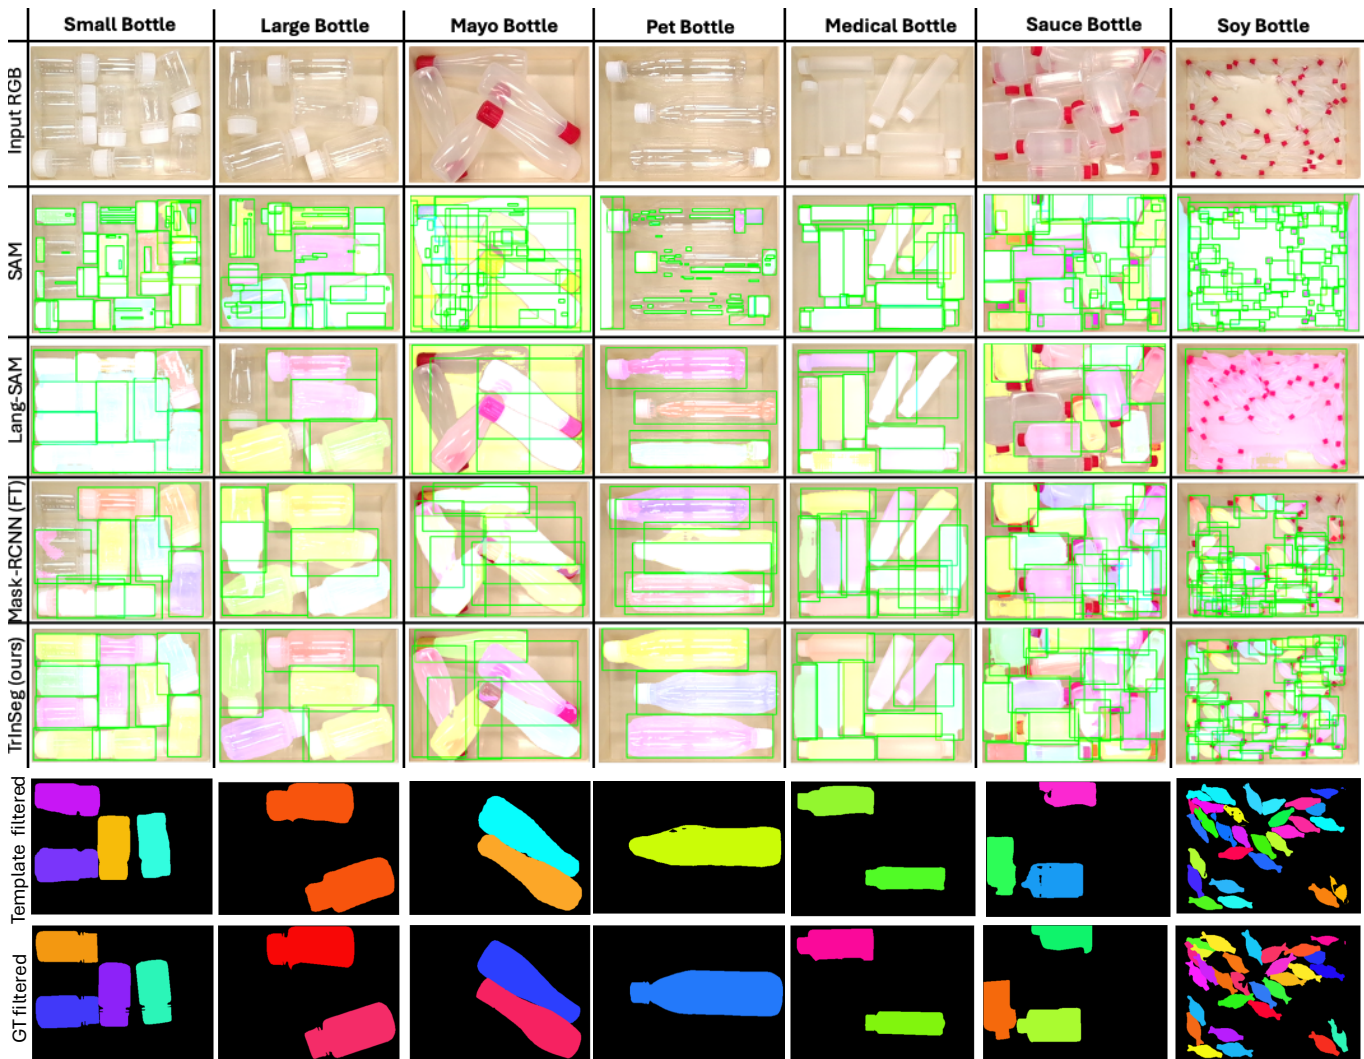 Small Bottle
Large Bottle
Mayo Bottle
Pet Bottle
Medical Bottle
Sauce Bottle
Soy Bottle
Input RGB
SAM
Lang-SAM
Mask-RCNN (FT)
TrInSeg (ours)
Template filtered
GT filtered